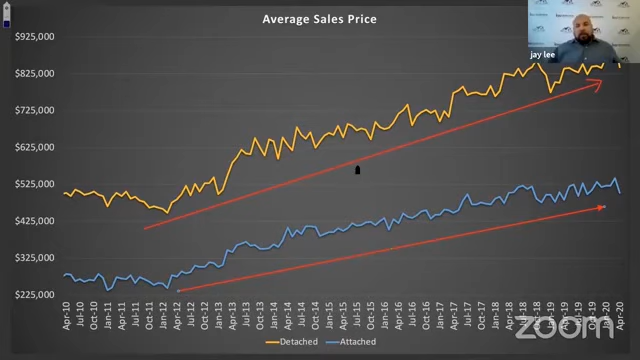 Average Sales Price
jay lee
$925,000
$825,000
$725,000
$625,000
$525,000
$425,000
$325,000
$225,000
Apr-10
Jul-10
Oct-10
Jan-11
Apr-11
Jul-11
Oct-11
Jan-12
Apr-12
Jul-12
Oct-12
Jan-13
Apr-13
Jul-13
Oct-13
Jan-14
Apr-14
Jul-14
Oct-14
Jan-15
Apr-15
Jul-15
Oct-15
Jan-16
Apr-16
Jul-16
Oct-16
Jan-17
Apr-17
Jul-17
Oct-17
Jan-18
Apr-18
Jul-18
Oct-18
Jan-19
Apr-19
Jul-19
Oct-19
Jan-20
Apr-20
Detached
Attached
zoom